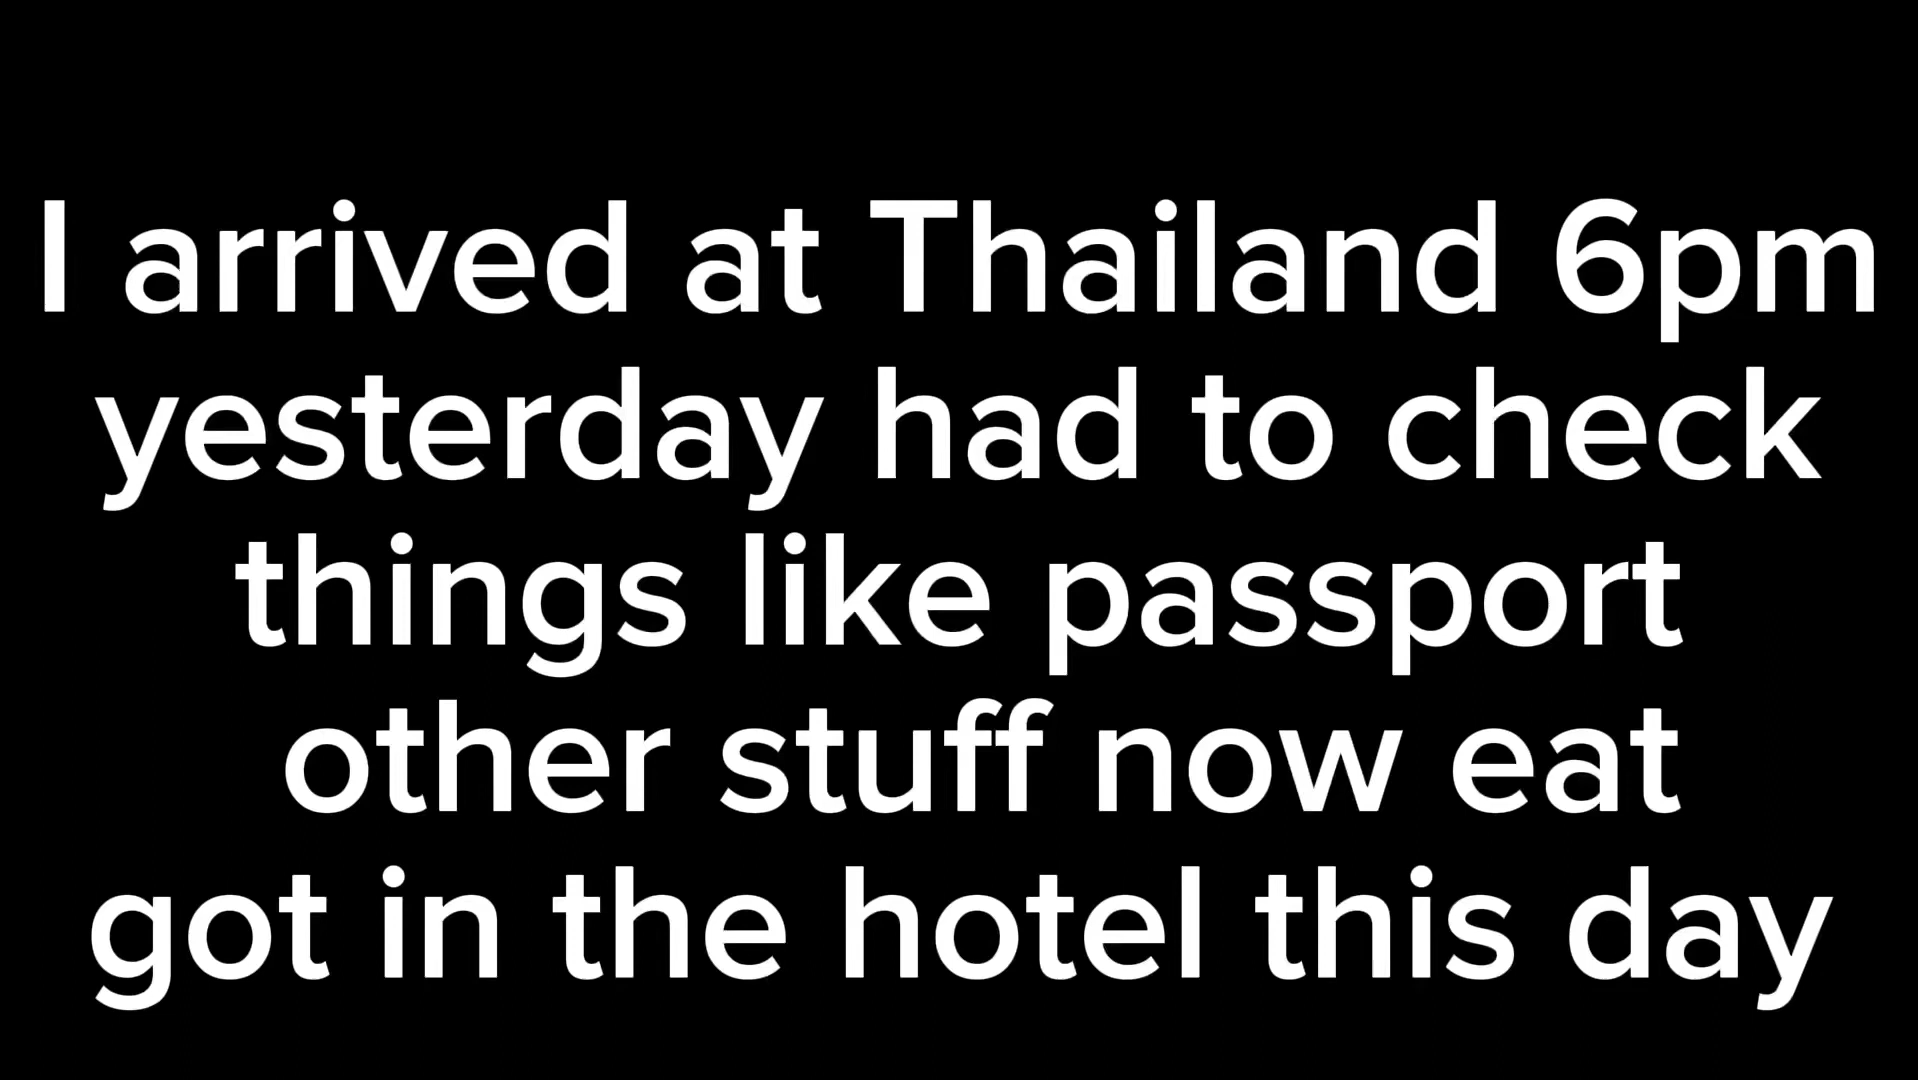 I arrived at Thailand 6pm
yesterday had to check
things like passport
other stuff now eat
got in the hotel this day